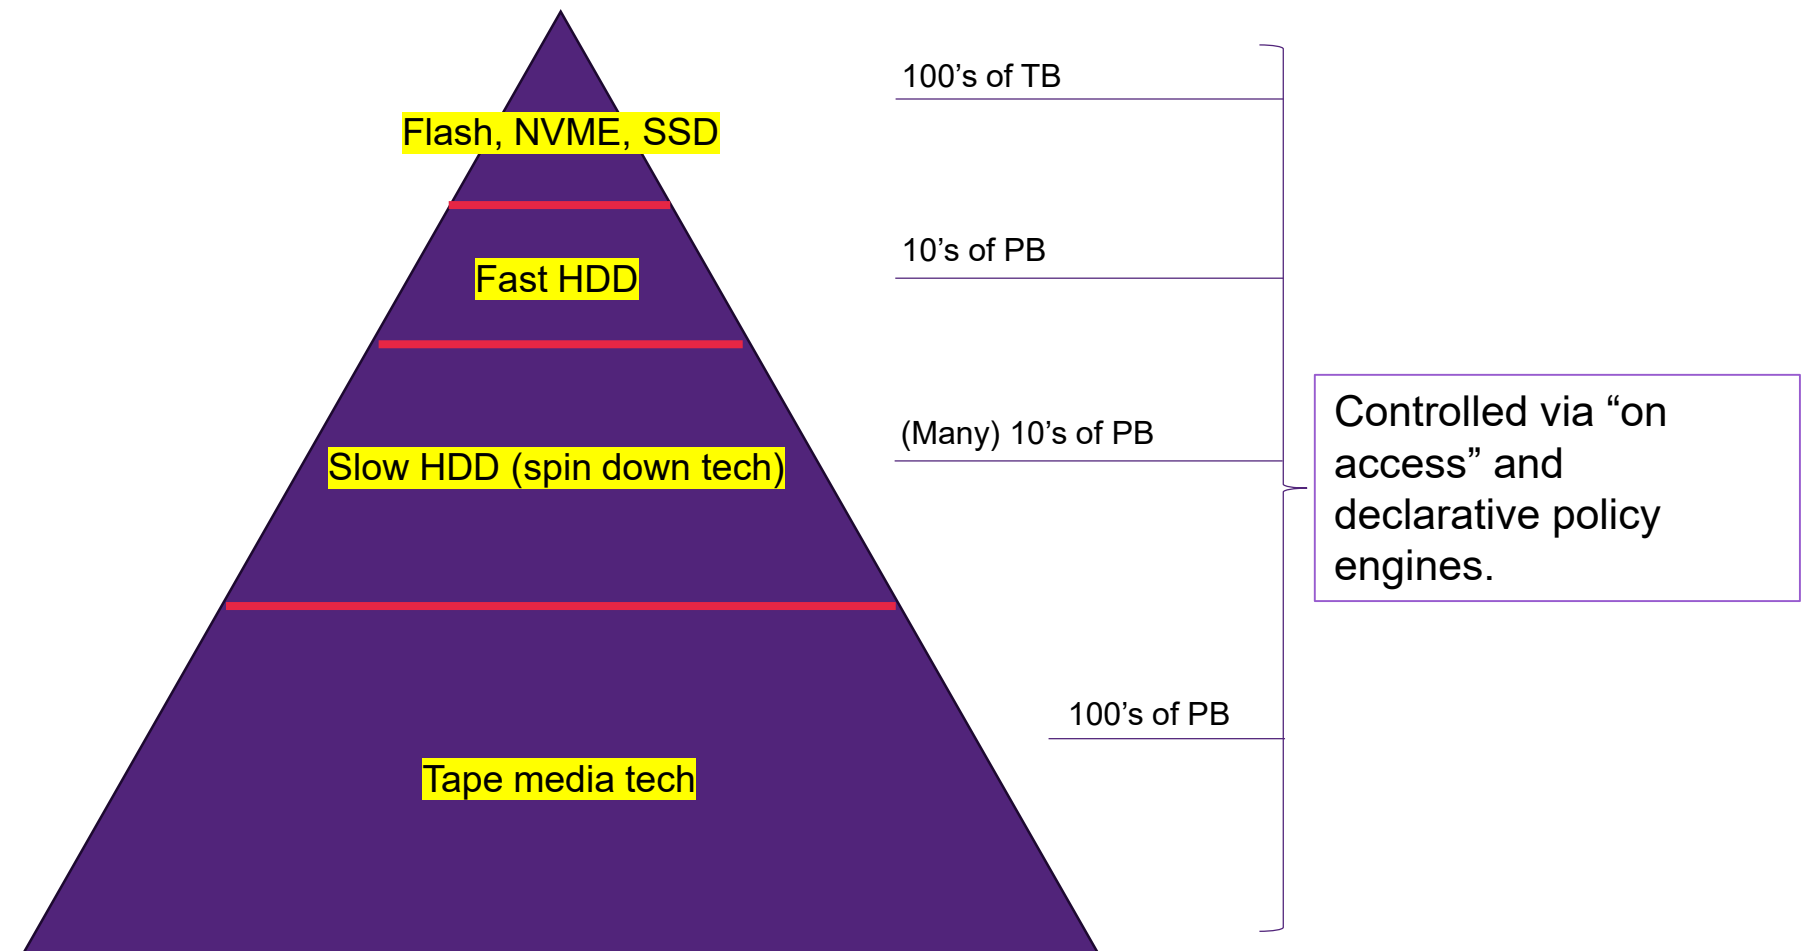 100’s of TB
Flash, NVME, SSD
10’s of PB
Fast HDD
(Many) 10’s of PB
Slow HDD (spin down tech)
Controlled via “on
access” and
declarative policy
engines.
100’s of PB
Tape media tech